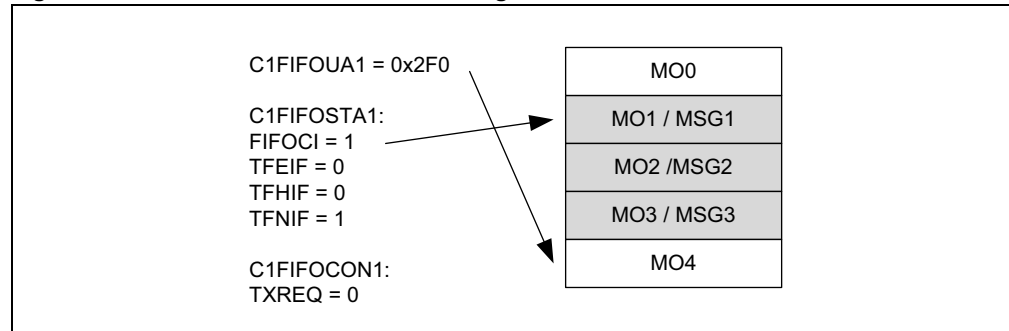 C1FIFOUA1 = 0x2F0
C1FIFOSTA1:
FIFOCI = 1
TFEIF = 0
TFHIF = 0
TFNIF = 1
C1FIFOCON1:
TXREQ = 0
MO0
MO1 / MSG1
MO2 /MSG2
MO3 / MSG3
MO4